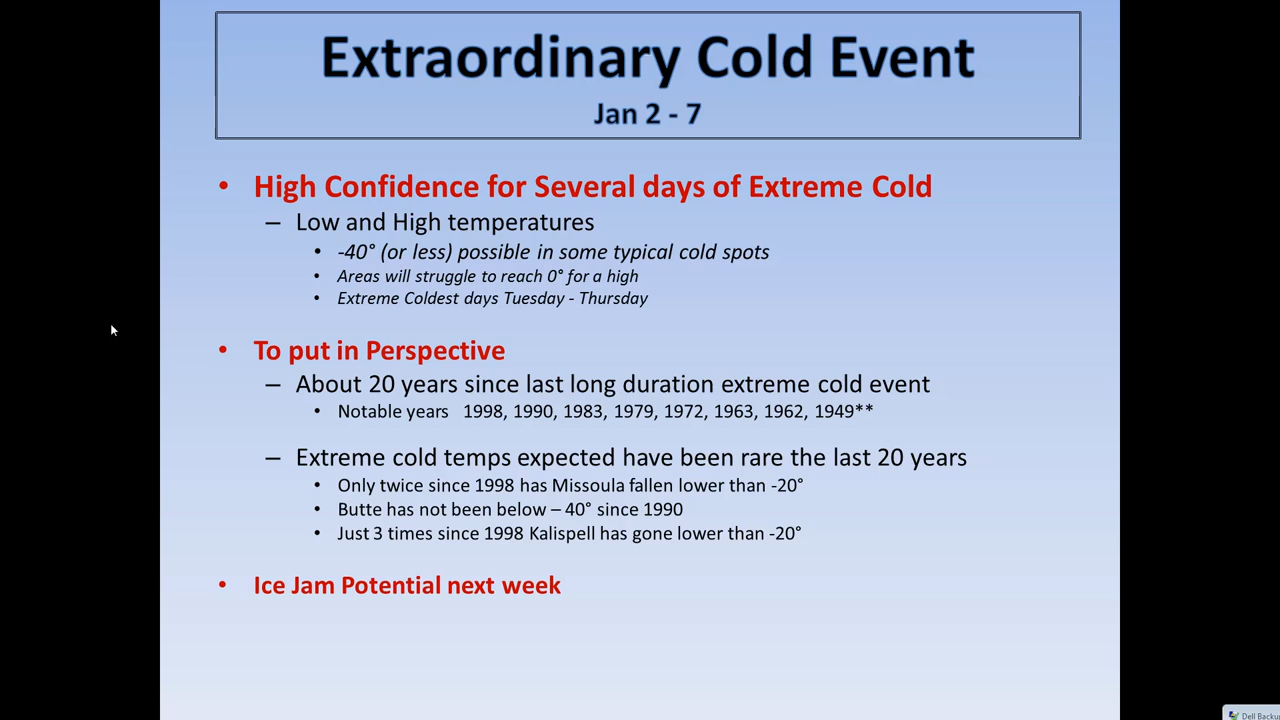 Extraordinary Cold Event
Jan 2 - 7
• High Confidence for Several days of Extreme Cold
– Low and High temperatures
• -40° (or less) possible in some typical cold spots
• Areas will struggle to reach 0° for a high
• Extreme Coldest days Tuesday - Thursday
• To put in Perspective
– About 20 years since last long duration extreme cold event
• Notable years 1998, 1990, 1983, 1979, 1972, 1963, 1962, 1949**
– Extreme cold temps expected have been rare the last 20 years
• Only twice since 1998 has Missoula fallen lower than -20°
• Butte has not been below – 40° since 1990
• Just 3 times since 1998 Kalispell has gone lower than -20°
• Ice Jam Potential next week
Dell